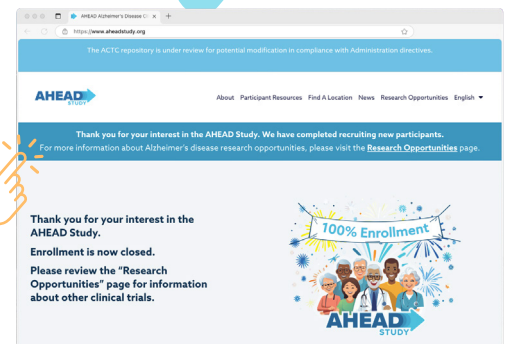 AHEAD Alzheimer's Disease Cl
https://www.aheadstudy.org
The ACTC repository is under review for potential modification in compliance with Administration directives.
AHEAD STUDY
About Participant Resources Find A Location News Research Opportunities English
Thank you for your interest in the AHEAD Study. We have completed recruiting new participants.
For more information about Alzheimer's disease research opportunities, please visit the Research Opportunities page.
Thank you for your interest in the
AHEAD Study.
Enrollment is now closed.
Please review the "Research
Opportunities" page for information
about other clinical trials.
100% Enrollment
AHEAD
STUDY